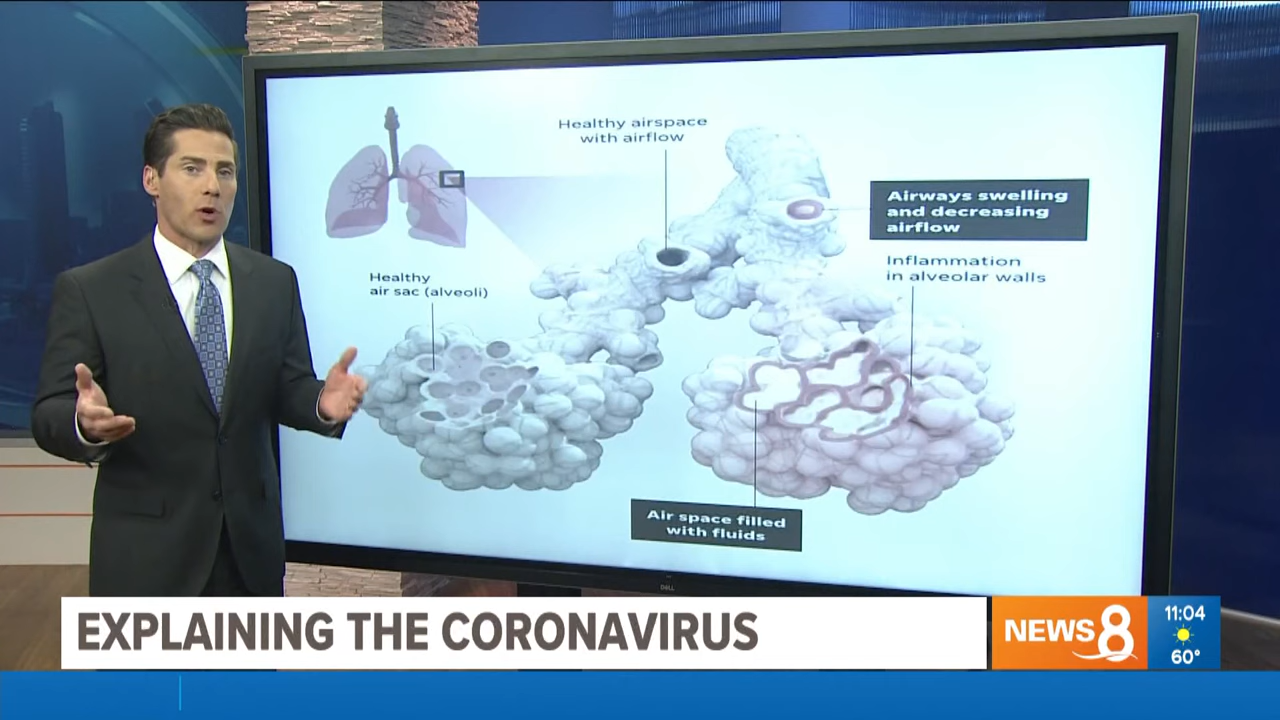 Healthy airspace
with airflow
Airways swelling
and decreasing
airflow
Inflammation
in alveolar walls
Healthy
air sac (alveoli)
Air space filled
with fluids
DELL
EXPLAINING THE CORONAVIRUS
NEWS 8
11:04
60°